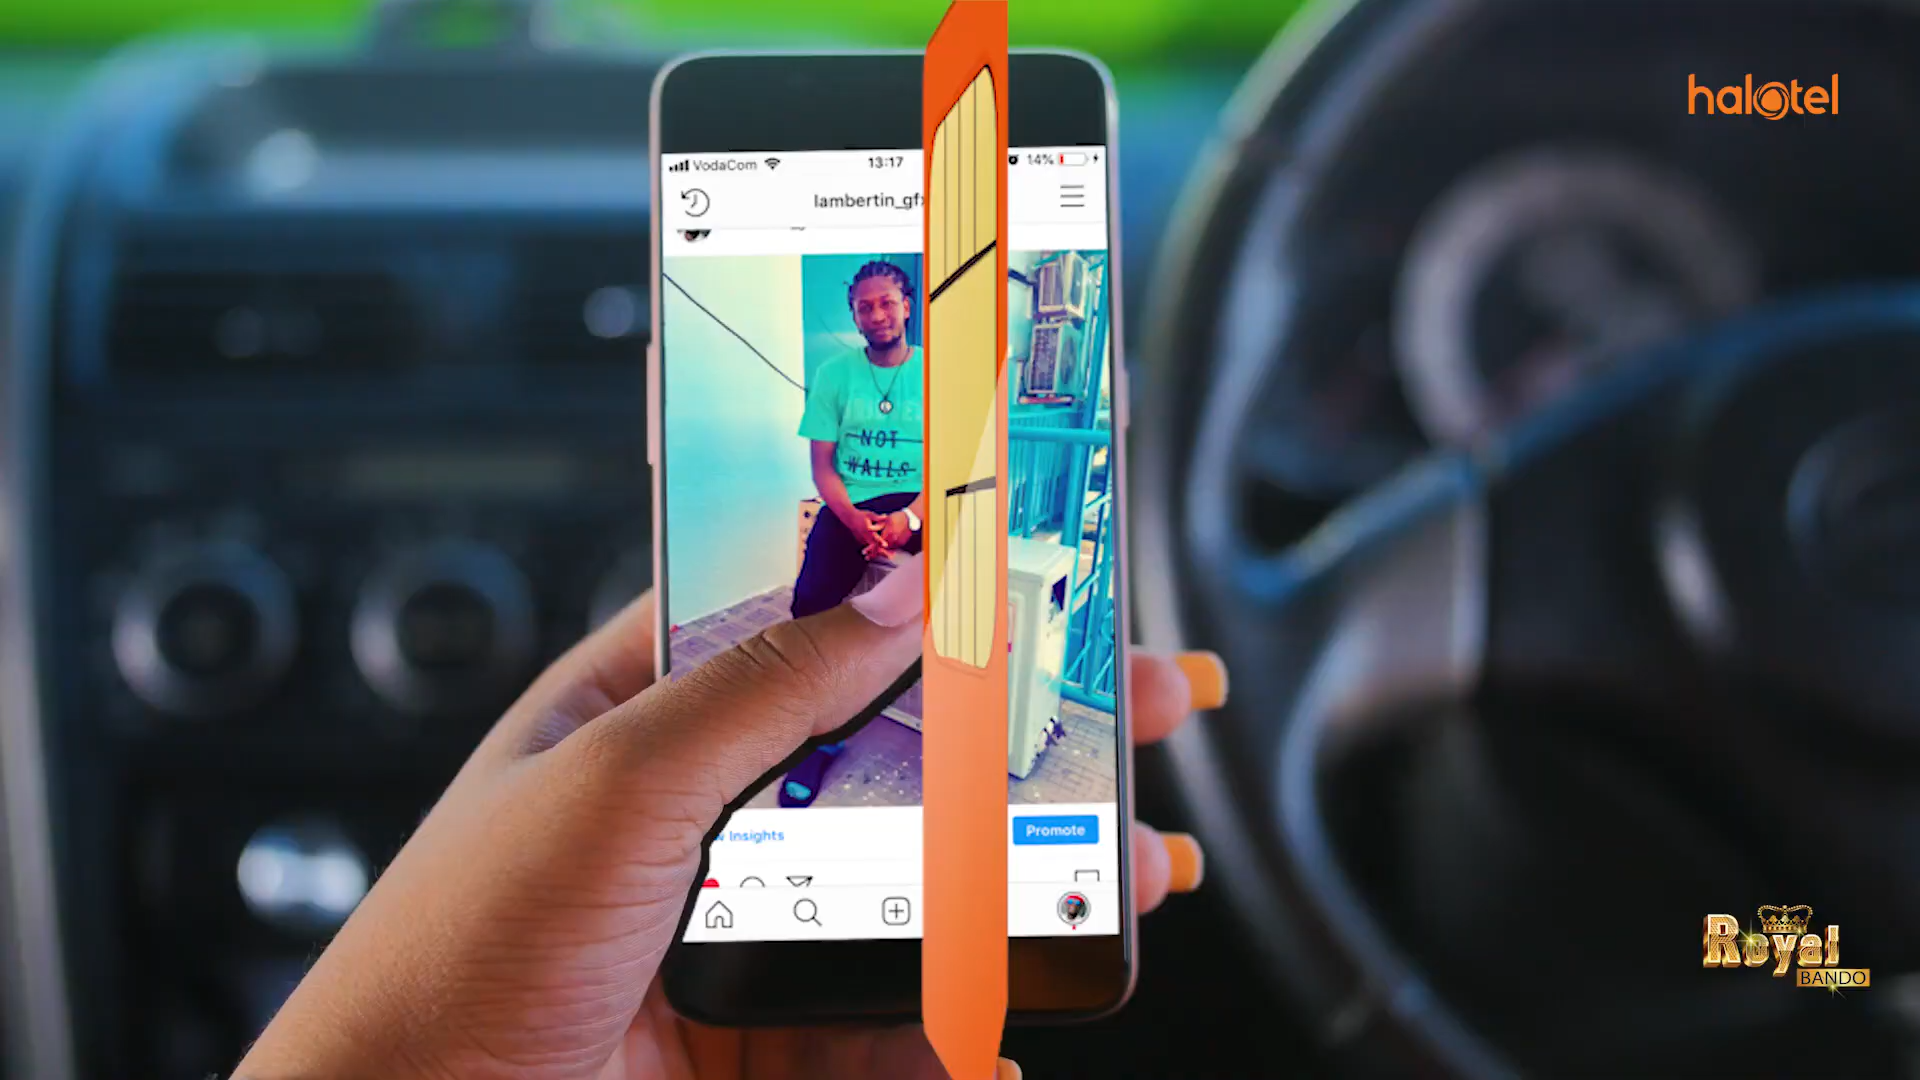 halotel
VodaCom
13:17
14%
lambertin_gf
NOT
WALLS
Insights
Promote
Royal
BANDO